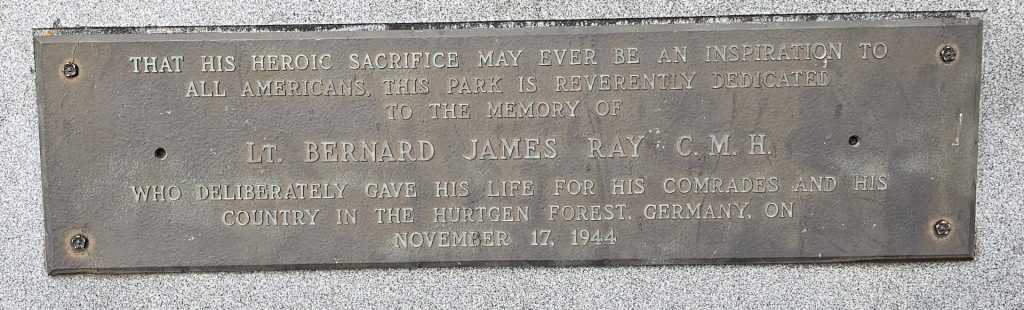 THAT HIS HEROIC SACRIFICE MAY EVER BE AN INSPIRATION TO
ALL AMERICANS, THIS PARK IS REVERENTLY DEDICATED
TO THE MEMORY OF
LT. BERNARD JAMES RAY C. M. H.
WHO DELIBERATELY GAVE HIS LIFE FOR HIS COMRADES AND HIS
COUNTRY IN THE HURTGEN FOREST, GERMANY, ON
NOVEMBER 17, 1944